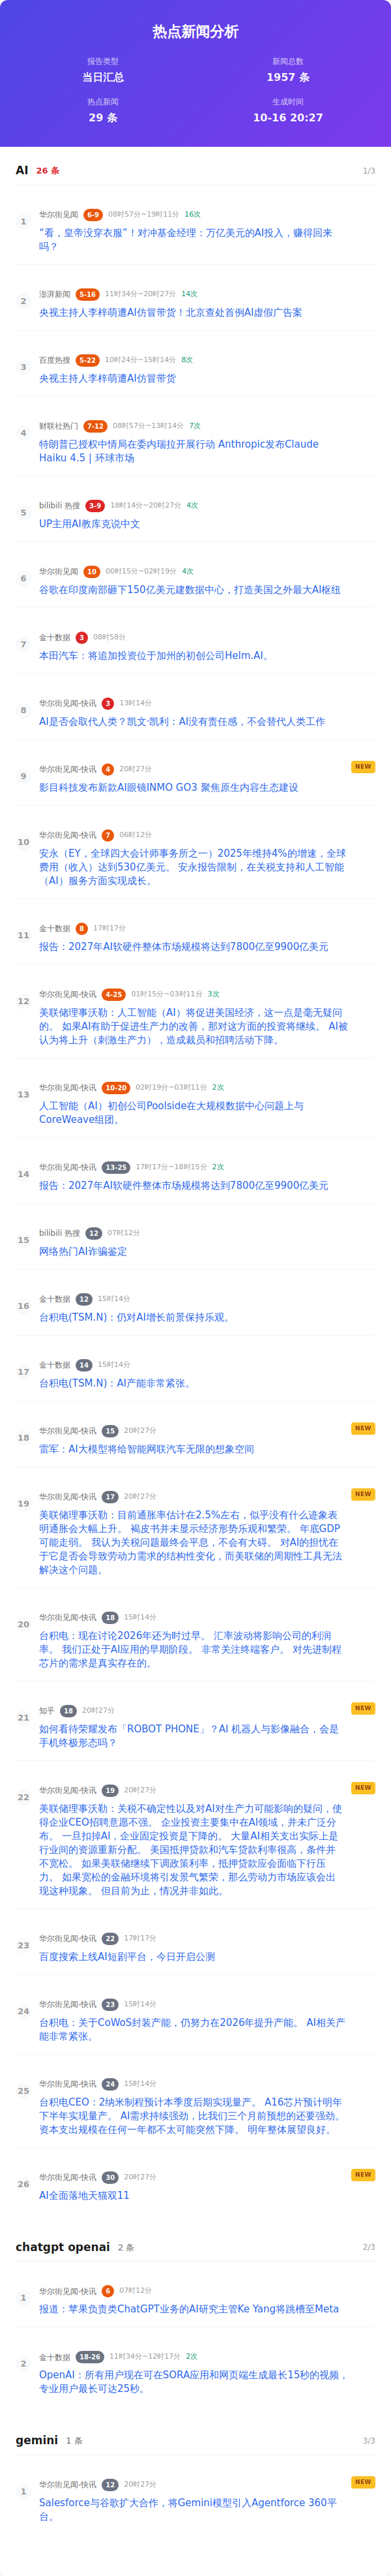 热点新闻分析
报告类型
当日汇总
新闻总数
1957 条
热点新闻
29 条
生成时间
10-16 20:27
AI 26 条 1/3
1
华尔街见闻 6-9 08时57分~19时11分 16次
“看，皇帝没穿衣服”！对冲基金经理：万亿美元的AI投入，赚得回来
吗？
2
澎湃新闻 5-16 11时34分~20时27分 14次
央视主持人李梓萌遭AI仿冒带货！北京查处首例AI虚假广告案
3
百度热搜 5-22 10时24分~15时14分 8次
央视主持人李梓萌遭AI仿冒带货
4
财联社热门 7-12 08时57分~13时14分 7次
特朗普已授权中情局在委内瑞拉开展行动 Anthropic发布Claude
Haiku 4.5 | 环球市场
5
bilibili 热搜 3-9 18时14分~20时27分 4次
UP主用AI教库克说中文
6
华尔街见闻 10 00时15分~02时19分 4次
谷歌在印度南部砸下150亿美元建数据中心，打造美国之外最大AI枢纽
7
金十数据 3 08时58分
本田汽车：将追加投资位于加州的初创公司Helm.AI。
8
华尔街见闻-快讯 3 13时14分
AI是否会取代人类？凯文·凯利：AI没有责任感，不会替代人类工作
9
华尔街见闻-快讯 4 20时27分 NEW
影目科技发布新款AI眼镜INMO GO3 聚焦原生内容生态建设
10
华尔街见闻-快讯 7 06时12分
安永（EY，全球四大会计师事务所之一）2025年维持4%的增速，全球
费用（收入）达到530亿美元。 安永报告限制，在关税支持和人工智能
（AI）服务方面实现成长。
11
金十数据 8 17时17分
报告：2027年AI软硬件整体市场规模将达到7800亿至9900亿美元
12
华尔街见闻-快讯 4-25 01时15分~03时11分 3次
美联储理事沃勒：人工智能（AI）将促进美国经济，这一点是毫无疑问
的。 如果AI有助于促进生产力的改善，那对这方面的投资将继续。 AI被
认为将上升（刺激生产力），造成裁员和招聘活动下降。
13
华尔街见闻-快讯 10-20 02时19分~03时11分 2次
人工智能（AI）初创公司Poolside在大规模数据中心问题上与
CoreWeave组团。
14
华尔街见闻-快讯 13-25 17时17分~18时15分 2次
报告：2027年AI软硬件整体市场规模将达到7800亿至9900亿美元
15
bilibili 热搜 12 07时12分
网络热门AI诈骗鉴定
16
金十数据 12 15时14分
台积电(TSM.N)：仍对AI增长前景保持乐观。
17
金十数据 14 15时14分
台积电(TSM.N)：AI产能非常紧张。
18
华尔街见闻-快讯 15 20时27分 NEW
雷军：AI大模型将给智能网联汽车无限的想象空间
19
华尔街见闻-快讯 17 20时27分 NEW
美联储理事沃勒：目前通胀率估计在2.5%左右，似乎没有什么迹象表
明通胀会大幅上升。 褐皮书并未显示经济形势乐观和繁荣。 年底GDP
可能走弱。 我认为关税问题最终会平息，不会有大碍。 对AI的担忧在
于它是否会导致劳动力需求的结构性变化，而美联储的周期性工具无法
解决这个问题。
20
华尔街见闻-快讯 18 15时14分
台积电：现在讨论2026年还为时过早。 汇率波动将影响公司的利润
率。 我们正处于AI应用的早期阶段。 非常关注终端客户。 对先进制程
芯片的需求是真实存在的。
21
知乎 18 20时27分 NEW
如何看待荣耀发布「ROBOT PHONE」？AI 机器人与影像融合，会是
手机终极形态吗？
22
华尔街见闻-快讯 19 20时27分 NEW
美联储理事沃勒：关税不确定性以及对AI对生产力可能影响的疑问，使
得企业CEO招聘意愿不强。 企业投资主要集中在AI领域，并未广泛分
布。 一旦扣掉AI，企业固定投资是下降的。 大量AI相关支出实际上是
行业间的资源重新分配。 美国抵押贷款和汽车贷款利率很高，条件并
不宽松。 如果美联储继续下调政策利率，抵押贷款应会面临下行压
力。 如果宽松的金融环境将引发景气繁荣，那么劳动力市场应该会出
现这种现象。 但目前为止，情况并非如此。
23
华尔街见闻-快讯 22 17时17分
百度搜索上线AI短剧平台，今日开启公测
24
华尔街见闻-快讯 23 15时14分
台积电：关于CoWoS封装产能，仍努力在2026年提升产能。 AI相关产
能非常紧张。
25
华尔街见闻-快讯 24 15时14分
台积电CEO：2纳米制程预计本季度后期实现量产。 A16芯片预计明年
下半年实现量产。 AI需求持续强劲，比我们三个月前预想的还要强劲。
资本支出规模在任何一年都不太可能突然下降。 明年整体展望良好。
26
华尔街见闻-快讯 30 20时27分 NEW
AI全面落地天猫双11
chatgpt openai 2 条 2/3
1
华尔街见闻-快讯 6 07时12分
报道：苹果负责类ChatGPT业务的AI研究主管Ke Yang将跳槽至Meta
2
金十数据 18-26 11时34分~12时17分 2次
OpenAI：所有用户现在可在SORA应用和网页端生成最长15秒的视频，
专业用户最长可达25秒。
gemini 1 条 3/3
1
华尔街见闻-快讯 12 20时27分 NEW
Salesforce与谷歌扩大合作，将Gemini模型引入Agentforce 360平
台。